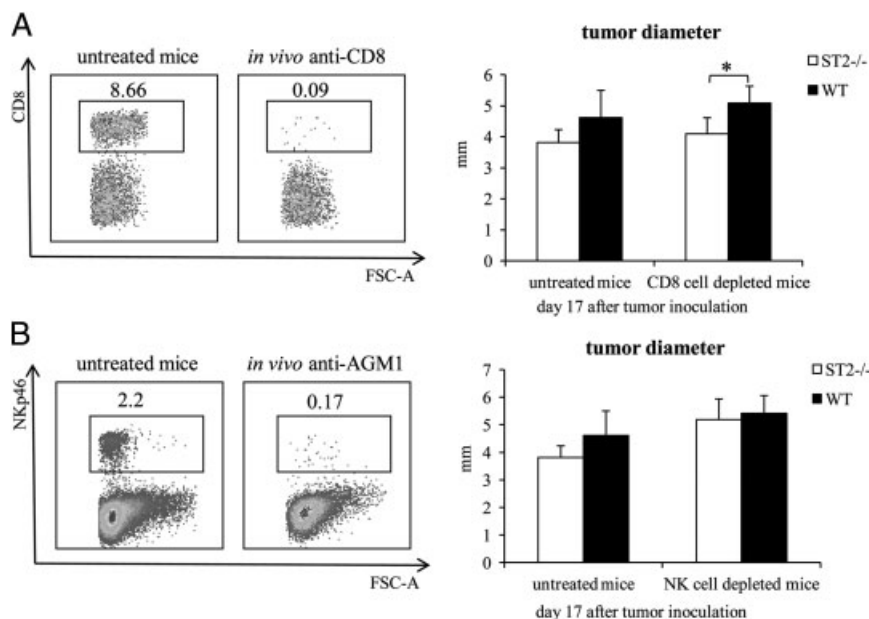 A
untreated mice
in vivo anti-CD8
8.66
0.09
CD8
FSC-A
tumor diameter
ST2-/-
WT
*
6
5
4
3
2
1
0
mm
untreated mice
CD8 cell depleted mice
day 17 after tumor inoculation
B
untreated mice
in vivo anti-AGM1
2.2
0.17
NKp46
FSC-A
tumor diameter
ST2-/-
WT
7
6
5
4
3
2
1
0
mm
untreated mice
NK cell depleted mice
day 17 after tumor inoculation